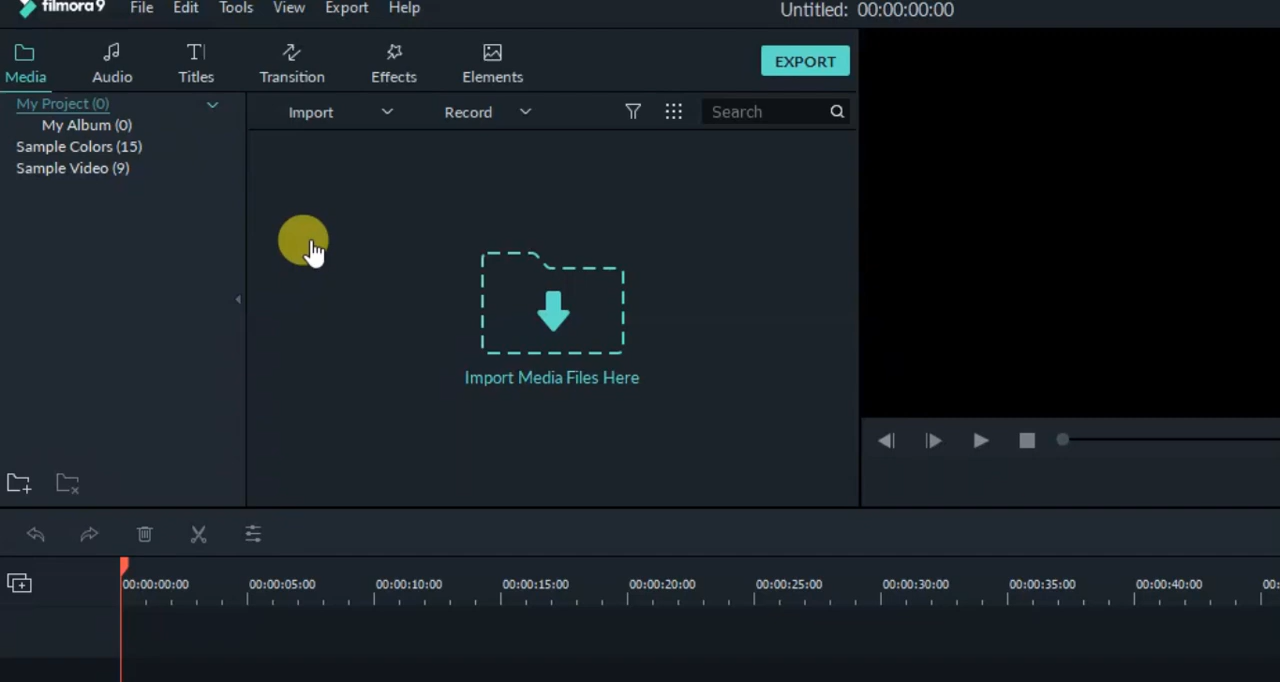 filmora9 File Edit Tools View Export Help Untitled: 00:00:00:00
Media Audio Titles Transition Effects Elements EXPORT
My Project (0) Import Record Search
My Album (0)
Sample Colors (15)
Sample Video (9)
Import Media Files Here
00:00:00:00 00:00:05:00 00:00:10:00 00:00:15:00 00:00:20:00 00:00:25:00 00:00:30:00 00:00:35:00 00:00:40:00 00: